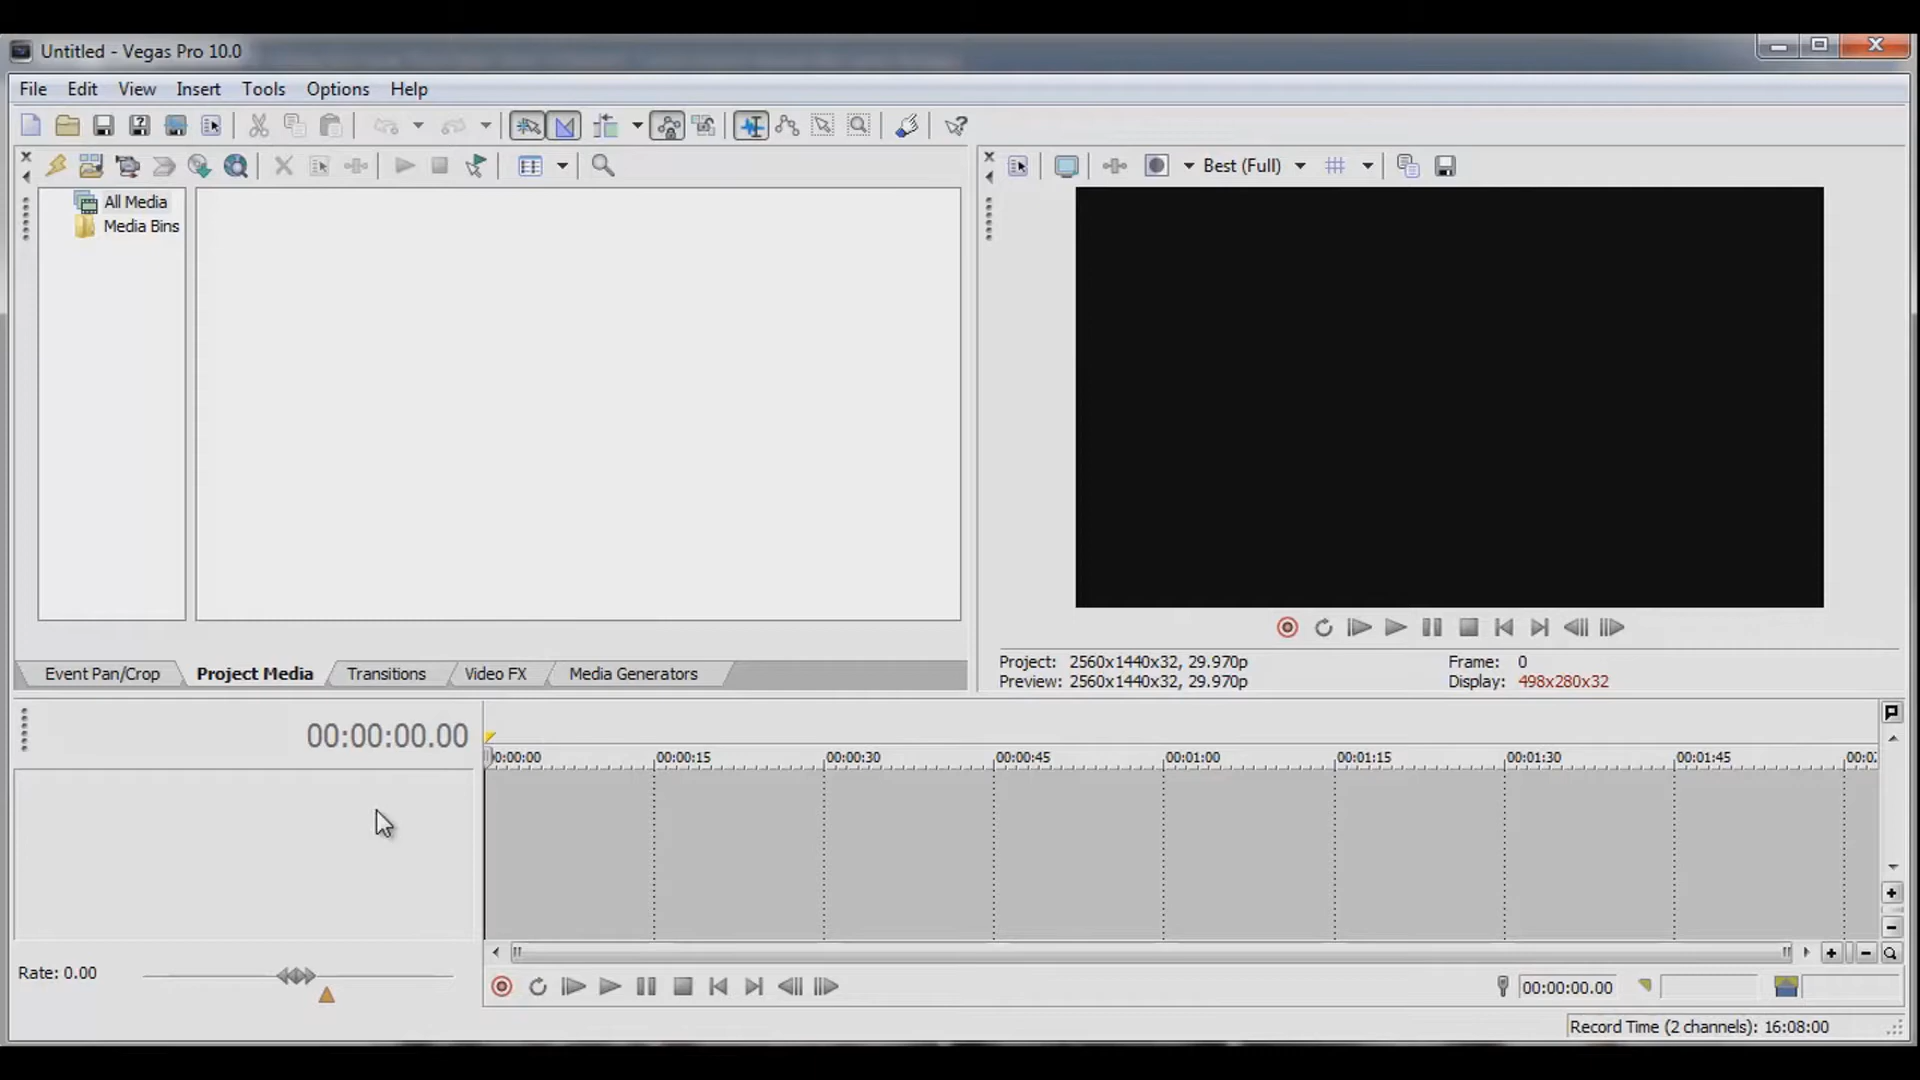 Untitled - Vegas Pro 10.0
File Edit View Insert Tools Options Help
Best (Full)
All Media
Media Bins
Event Pan/Crop Project Media Transitions Video FX Media Generators
Project: 2560x1440x32, 29.970p Frame: 0
Preview: 2560x1440x32, 29.970p Display: 498x280x32
00:00:00.00
0:00:00 00:00:15 00:00:30 00:00:45 00:01:00 00:01:15 00:01:30 00:01:45 00:0
Rate: 0.00
00:00:00.00
Record Time (2 channels): 16:08:00